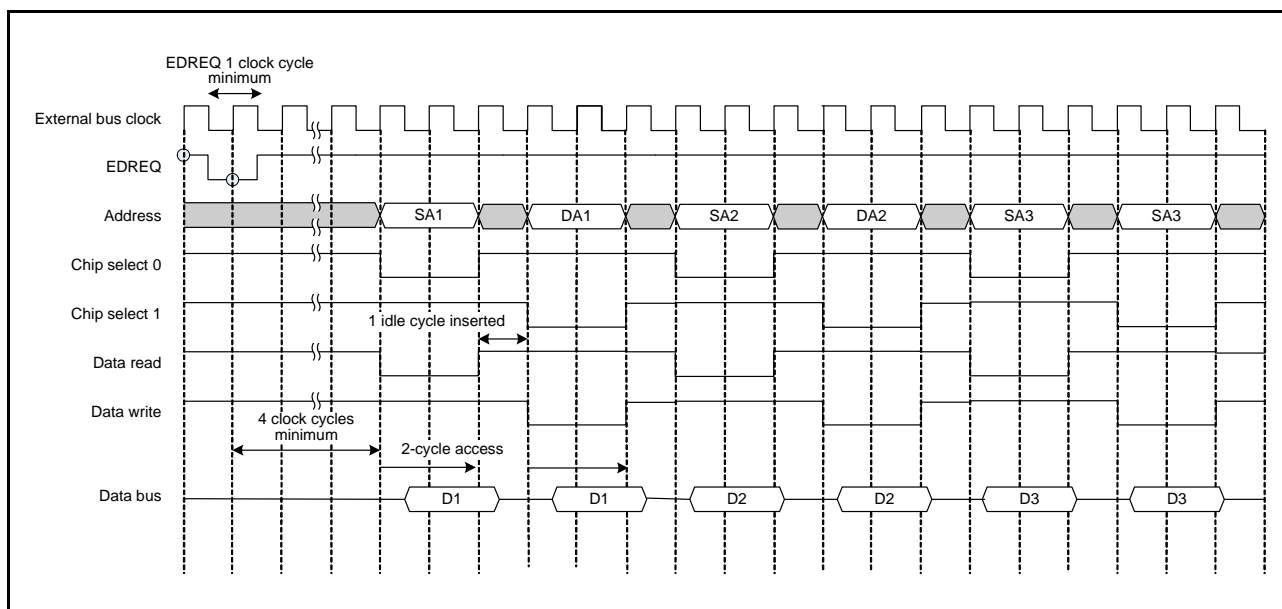 EDREQ 1 clock cycle
minimum
External bus clock
EDREQ
Address
SA1
DA1
SA2
DA2
SA3
SA3
Chip select 0
Chip select 1
1 idle cycle inserted
Data read
Data write
4 clock cycles
minimum
2-cycle access
Data bus
D1
D1
D2
D2
D3
D3